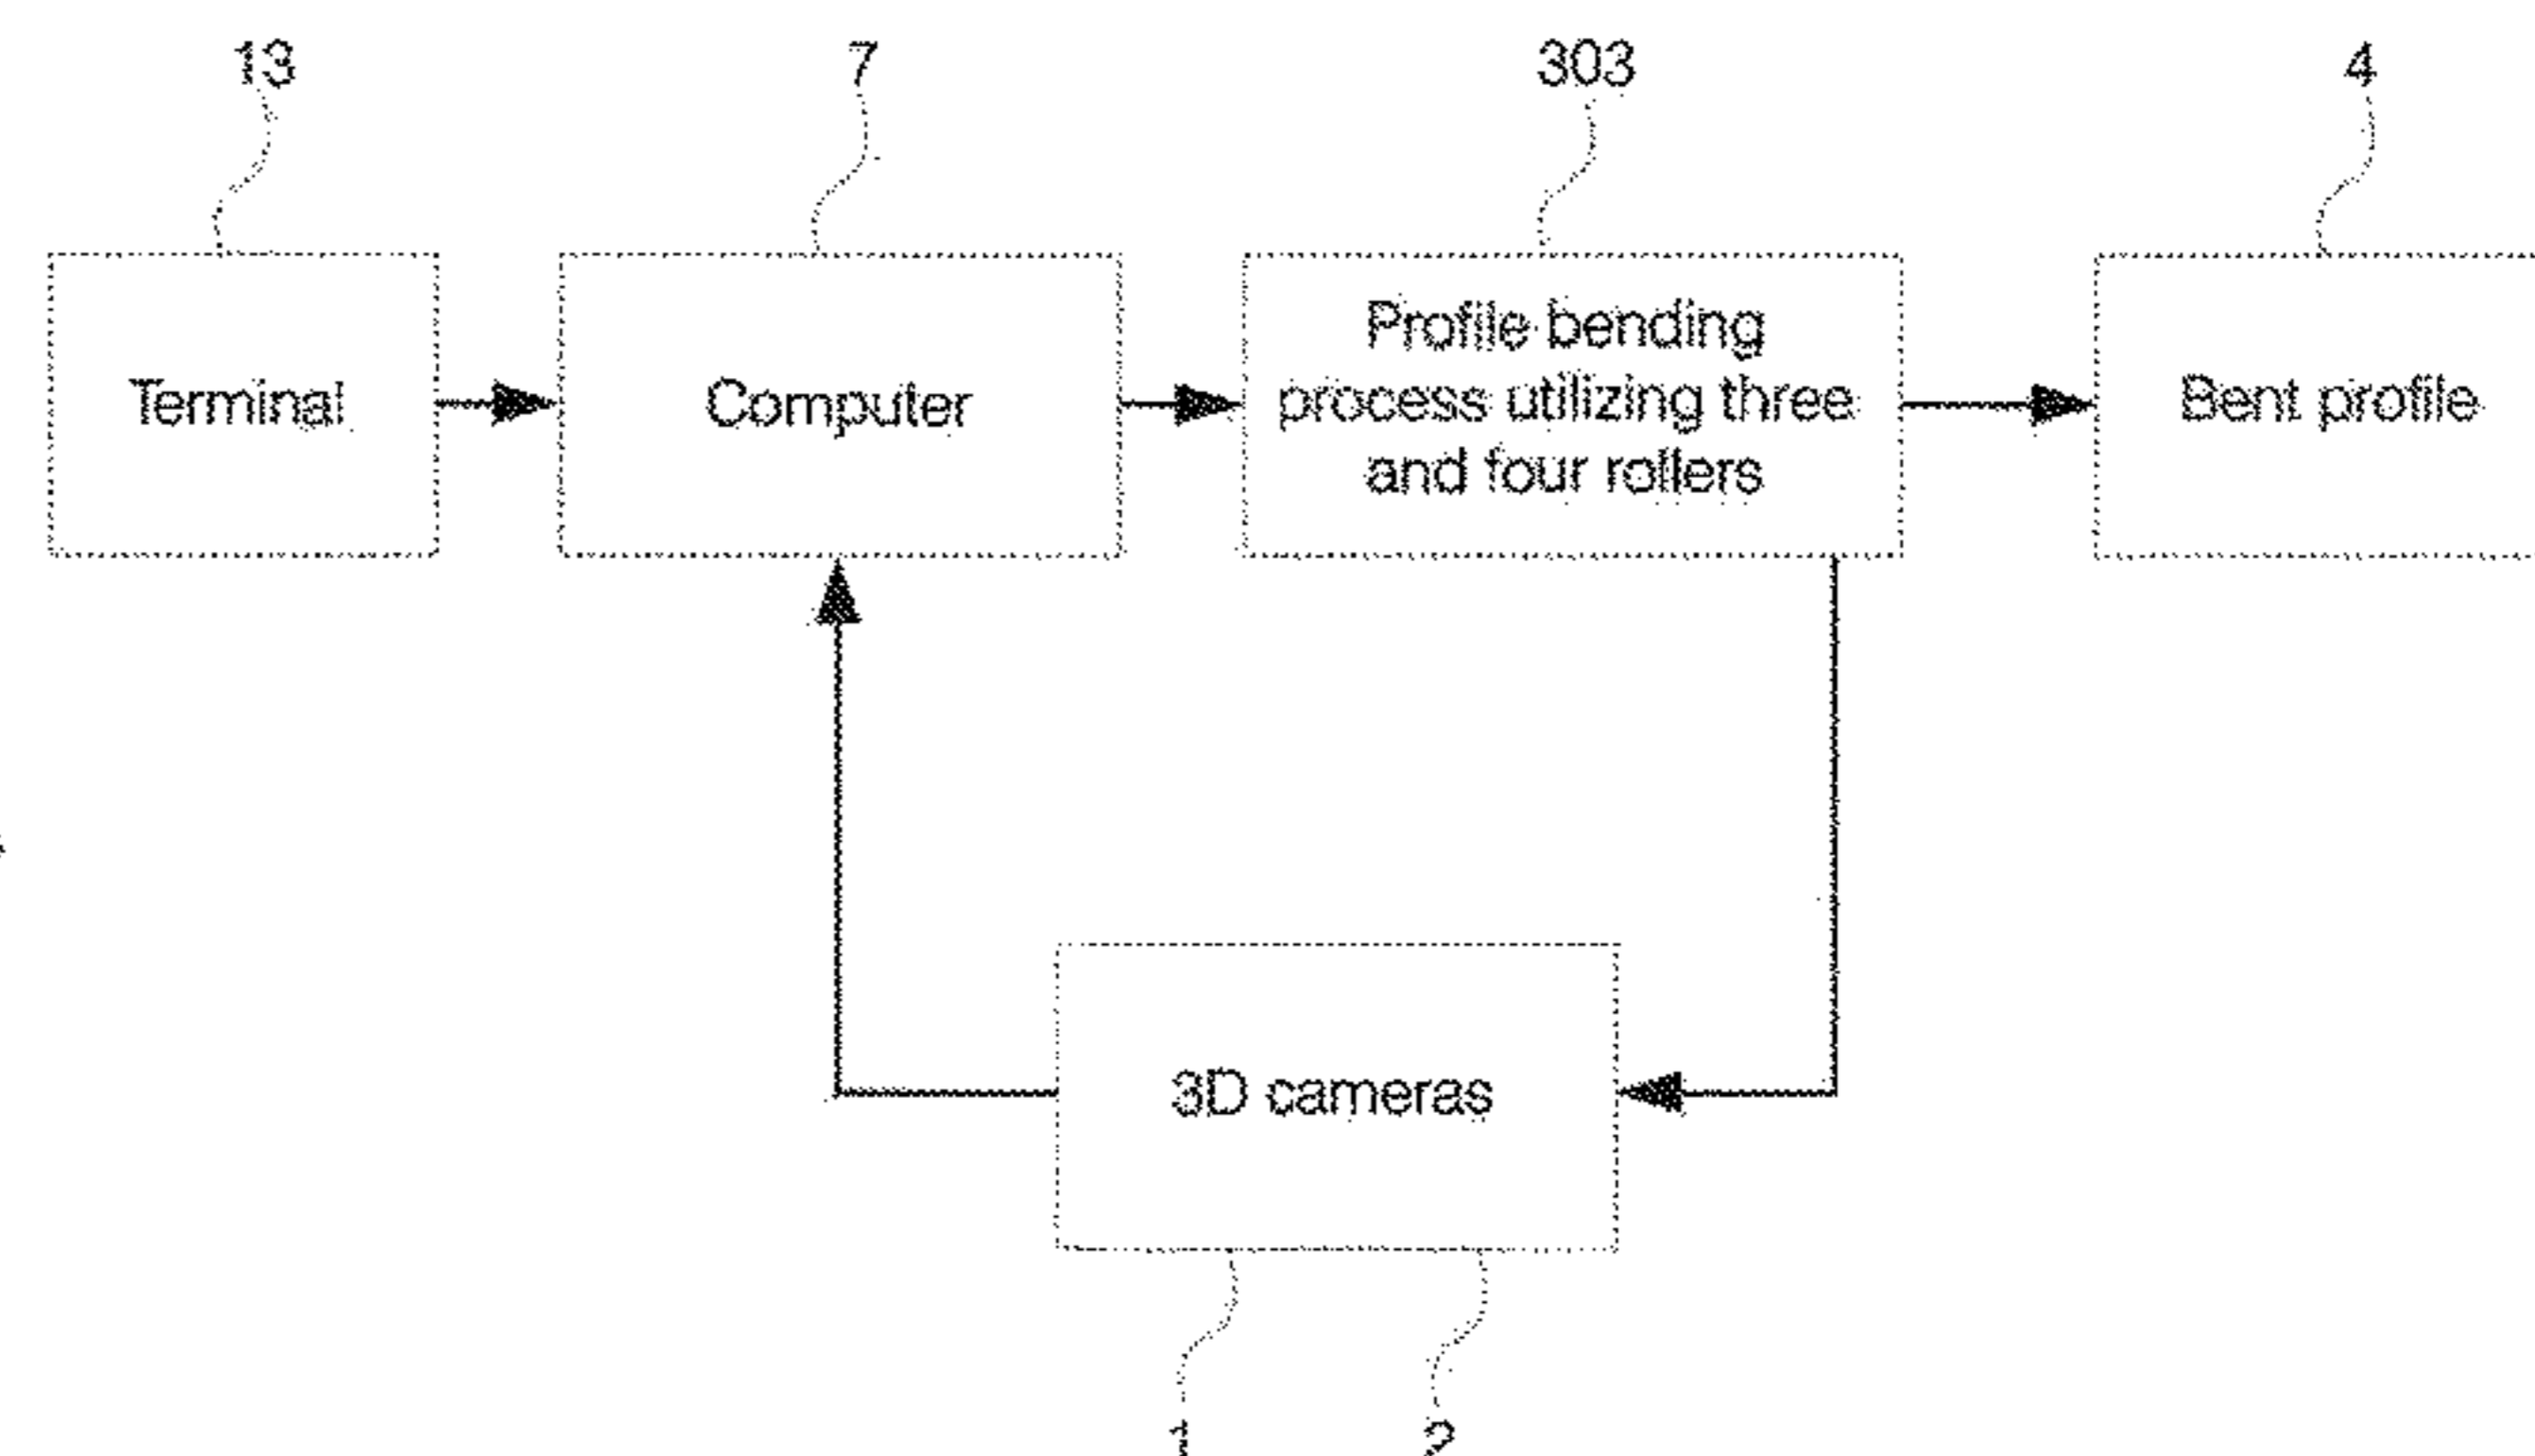 13 7 303 4
Terminal
Computer
Profile bending
process utilizing three
and four rollers
Bent profile
3D cameras
1 2